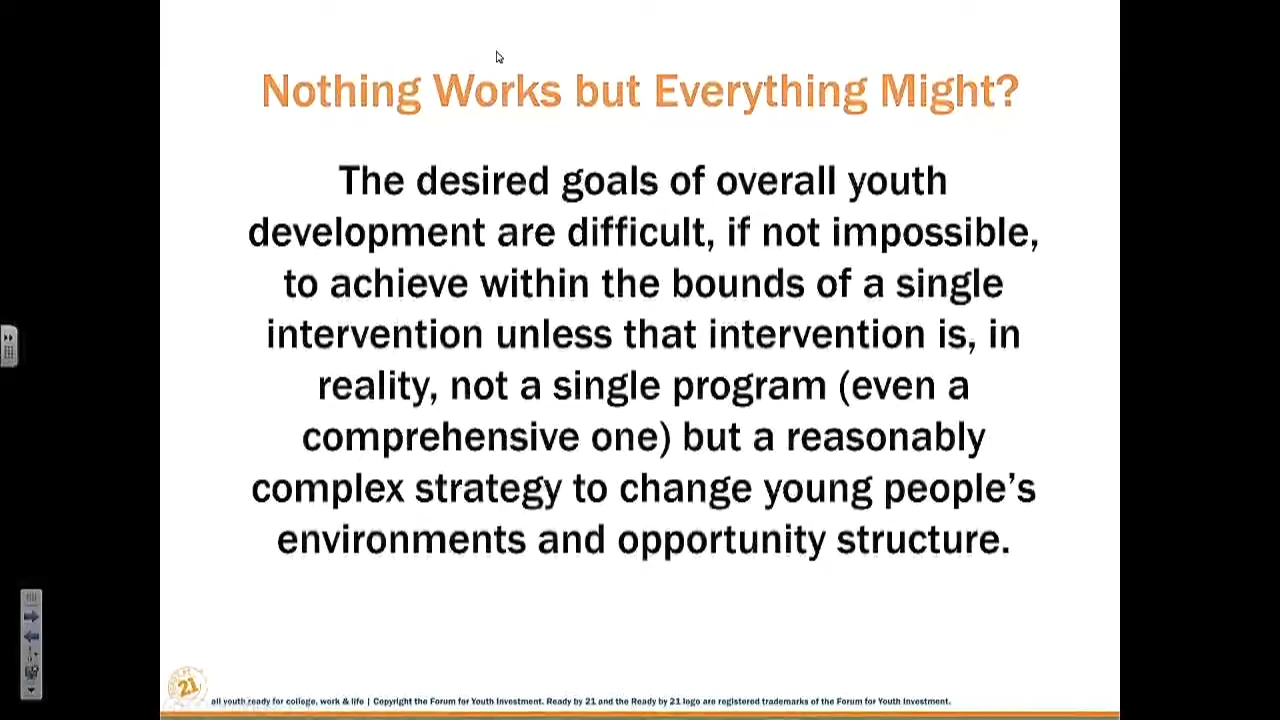 Nothing Works but Everything Might?
The desired goals of overall youth
development are difficult, if not impossible,
to achieve within the bounds of a single
intervention unless that intervention is, in
reality, not a single program (even a
comprehensive one) but a reasonably
complex strategy to change young people's
environments and opportunity structure.
21
all youth ready for college, work & life | Copyright the Forum for Youth Investment. Ready by 21 and the Ready by 21 logo are registered trademarks of the Forum for Youth Investment.